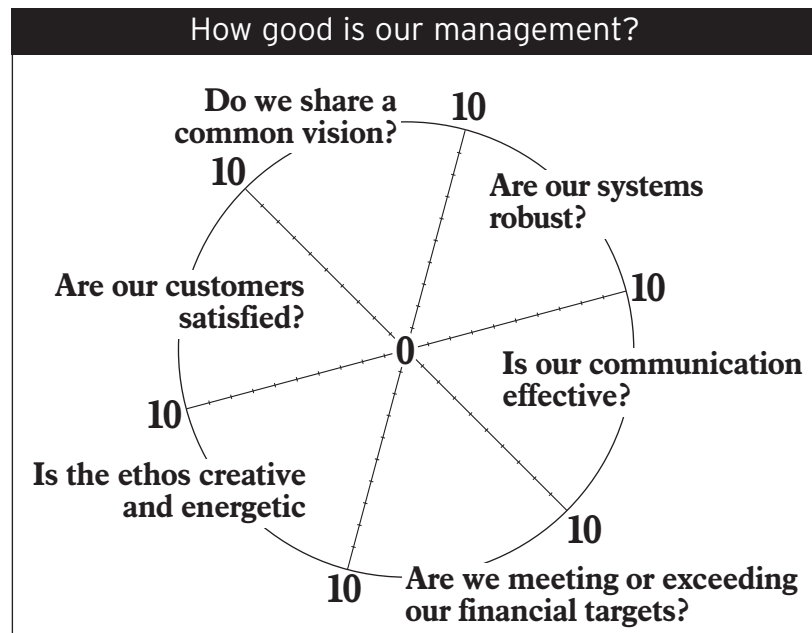 How good is our management?
Do we share a
common vision?
10
10
Are our systems
robust?
Are our customers
satisfied?
10
0
Is our communication
effective?
10
Is the ethos creative
and energetic
10
10
Are we meeting or exceeding
our financial targets?